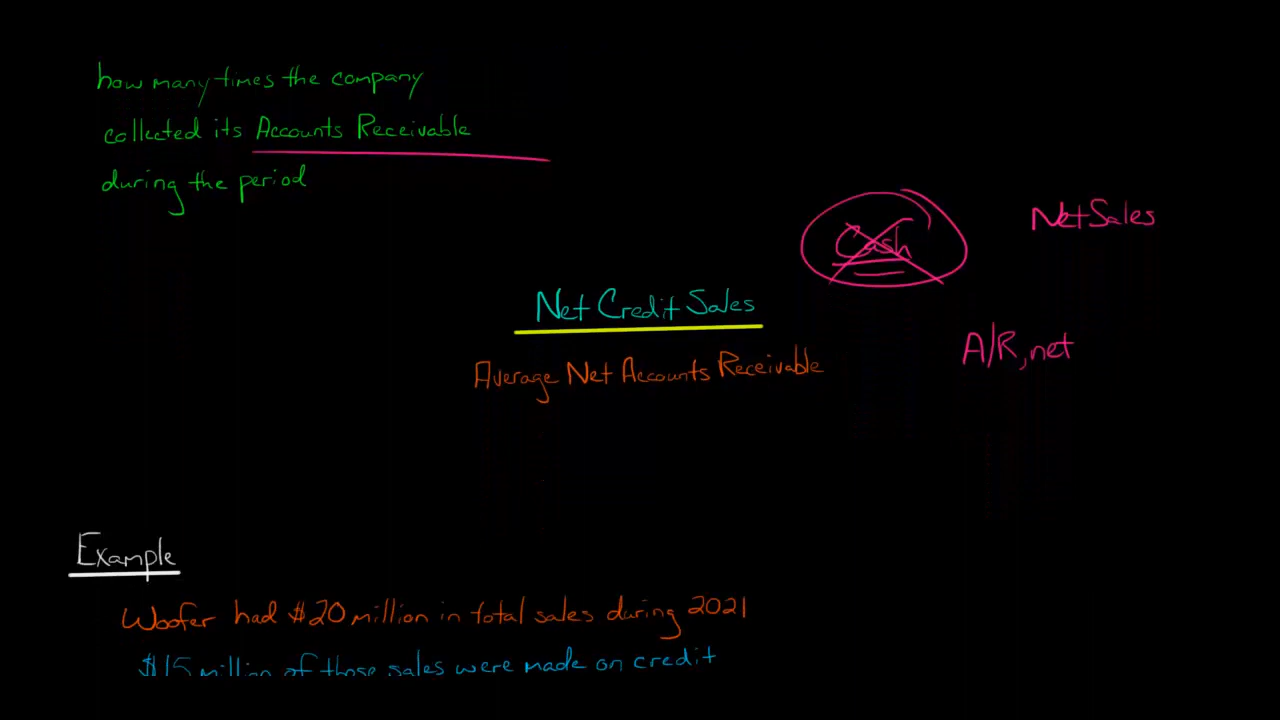 how many times the company
collected its Accounts Receivable
during the period
Cash
Net Sales
Net Credit Sales
Average Net Accounts Receivable
A/R, net
Example
Woofer had $20 million in total sales during 2021
$15 million of those sales were made on credit